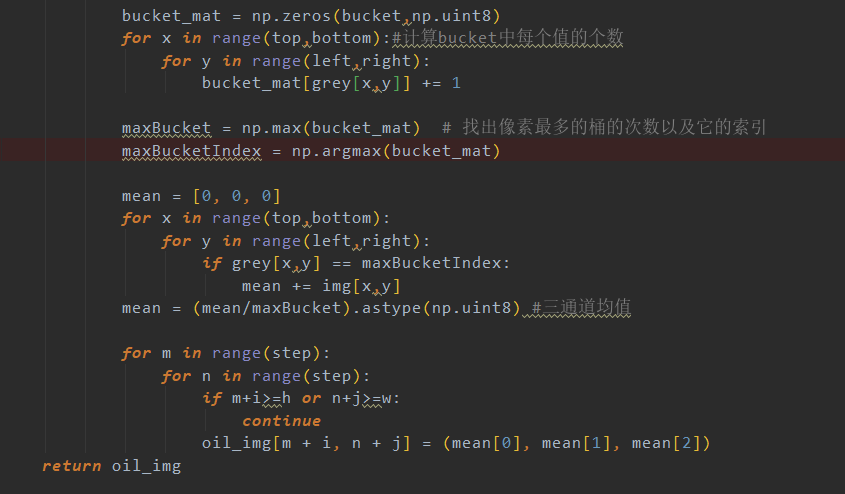 bucket_mat = np.zeros(bucket,np.uint8)
for x in range(top,bottom):#计算bucket中每个值的个数
for y in range(left,right):
bucket_mat[grey[x,y]] += 1
maxBucket = np.max(bucket_mat)  # 找出像素最多的桶的次数以及它的索引
maxBucketIndex = np.argmax(bucket_mat)
mean = [0, 0, 0]
for x in range(top,bottom):
for y in range(left,right):
if grey[x,y] == maxBucketIndex:
mean += img[x,y]
mean = (mean/maxBucket).astype(np.uint8) #三通道均值
for m in range(step):
for n in range(step):
if m+i>=h or n+j>=w:
continue
oil_img[m + i, n + j] = (mean[0], mean[1], mean[2])
return oil_img